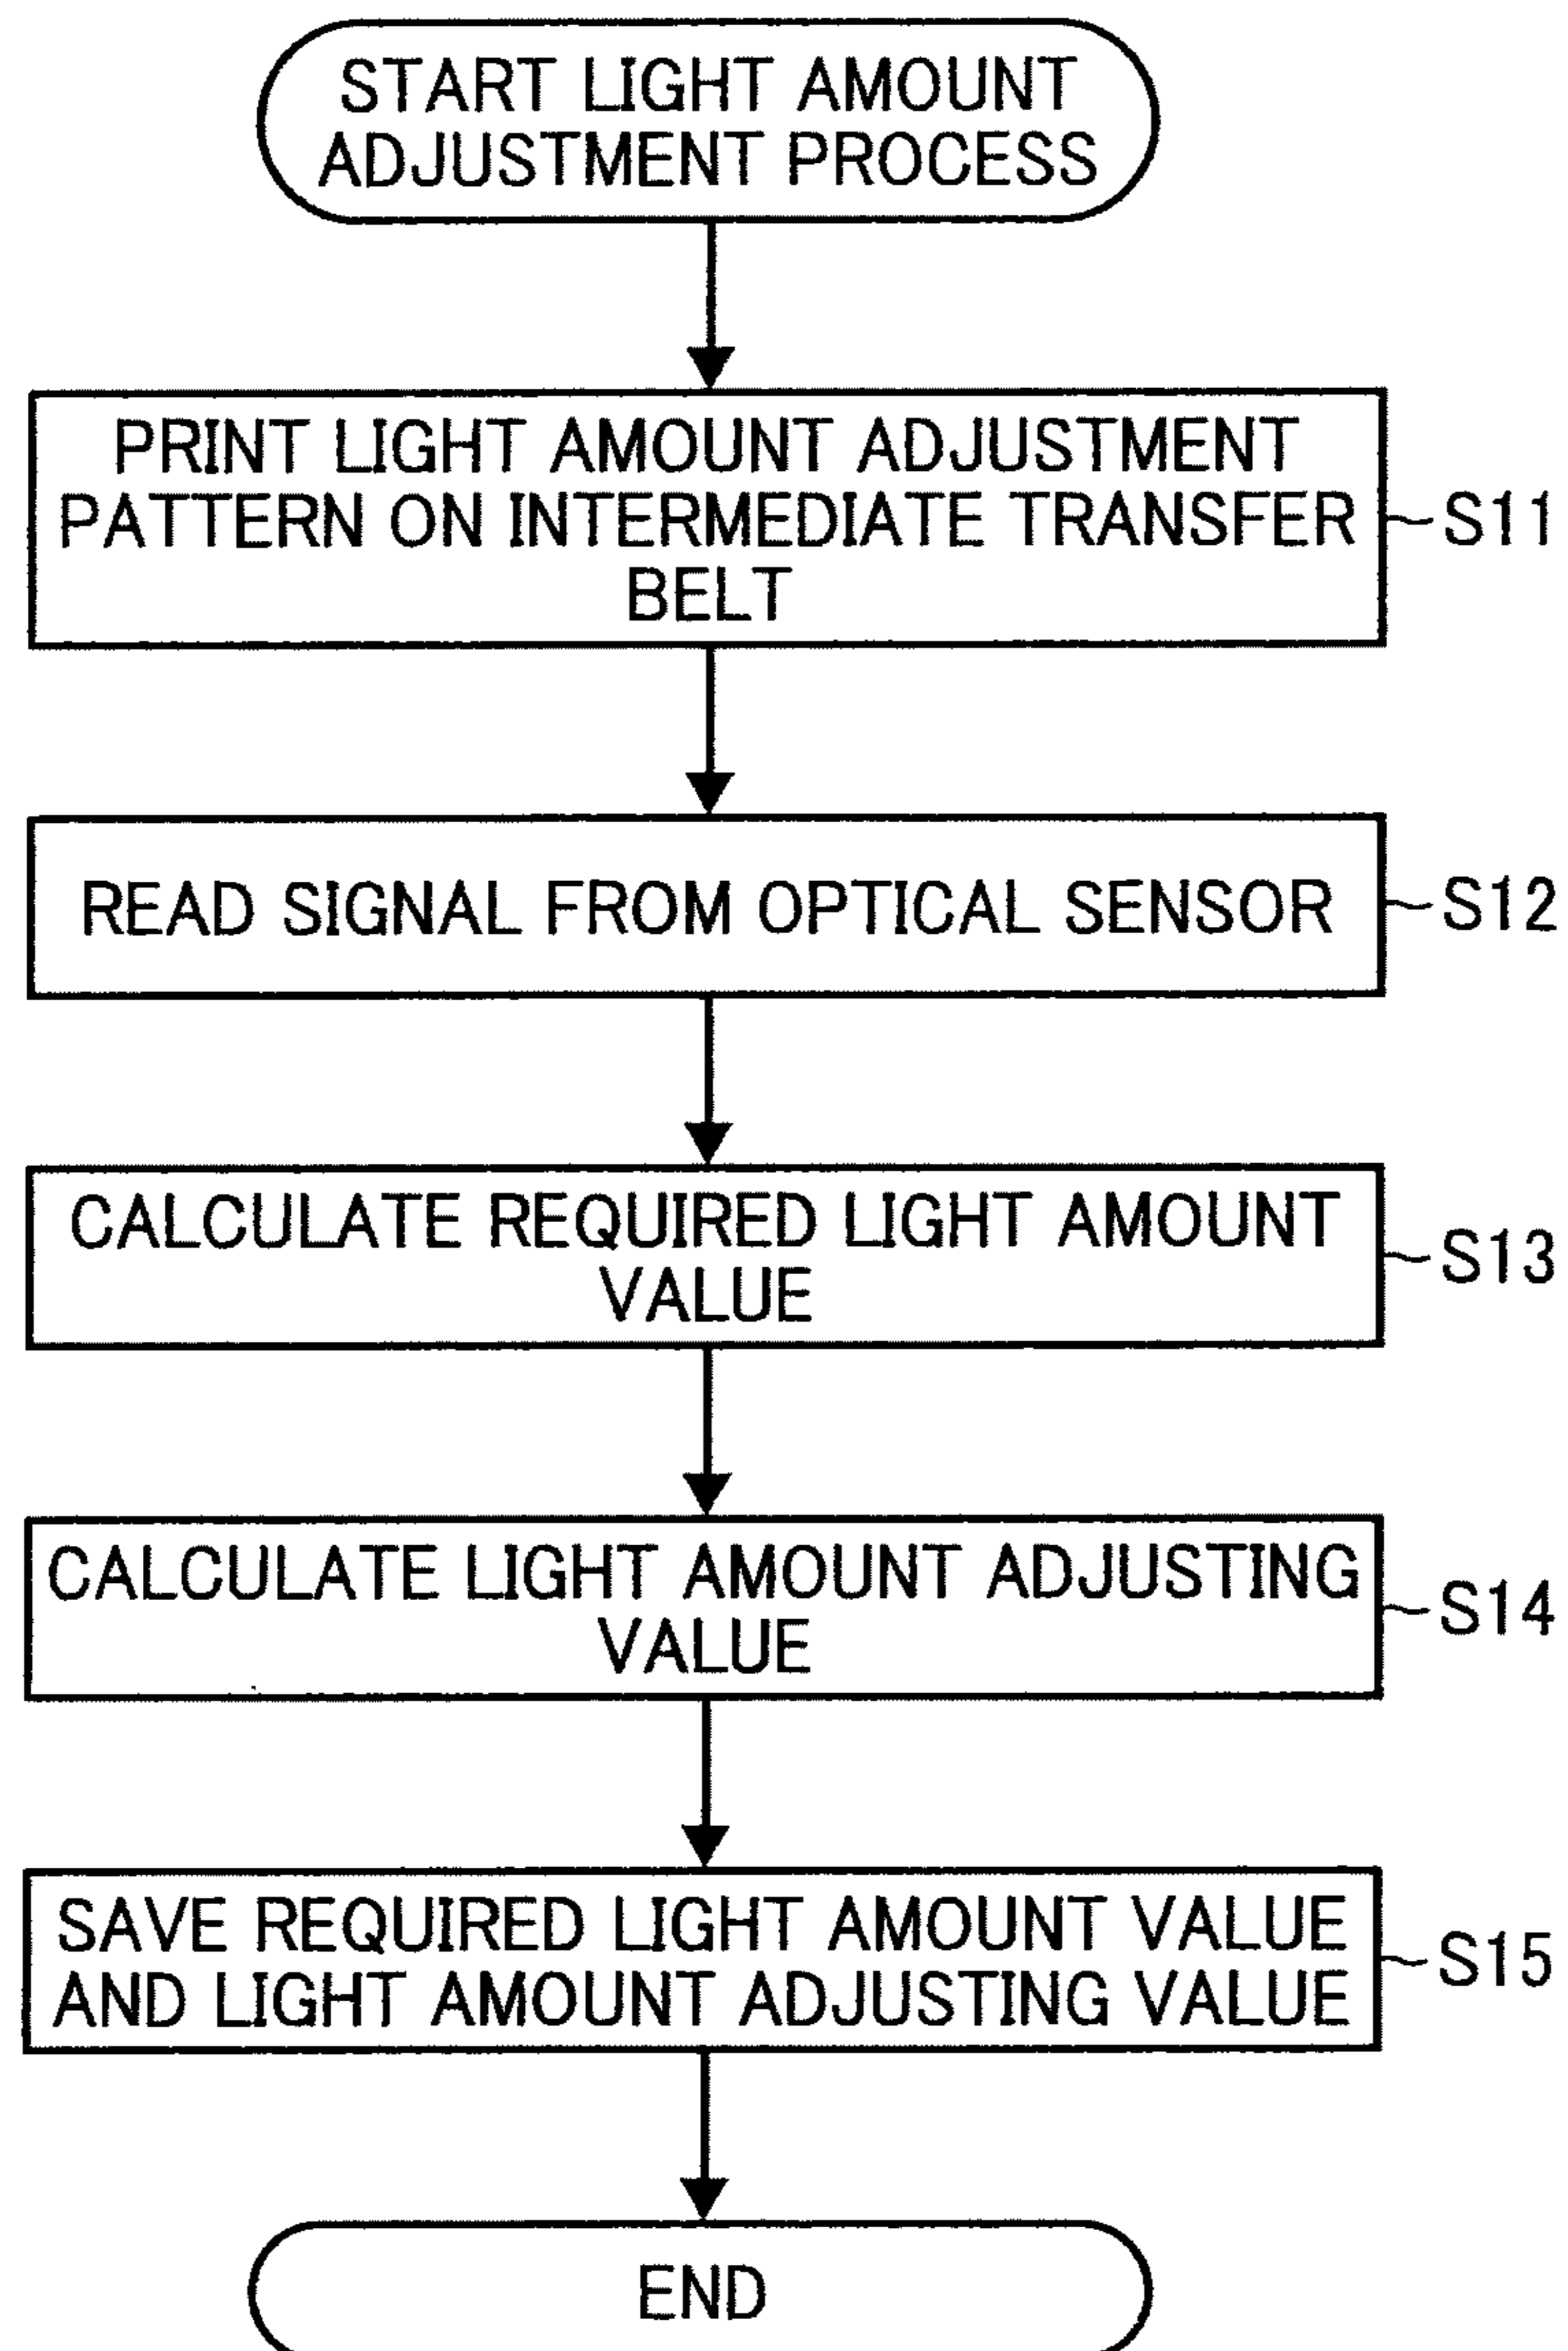 START LIGHT AMOUNT
ADJUSTMENT PROCESS
PRINT LIGHT AMOUNT ADJUSTMENT
PATTERN ON INTERMEDIATE TRANSFER
BELT
S11
READ SIGNAL FROM OPTICAL SENSOR
S12
CALCULATE REQUIRED LIGHT AMOUNT
VALUE
S13
CALCULATE LIGHT AMOUNT ADJUSTING
VALUE
S14
SAVE REQUIRED LIGHT AMOUNT VALUE
AND LIGHT AMOUNT ADJUSTING VALUE
S15
END